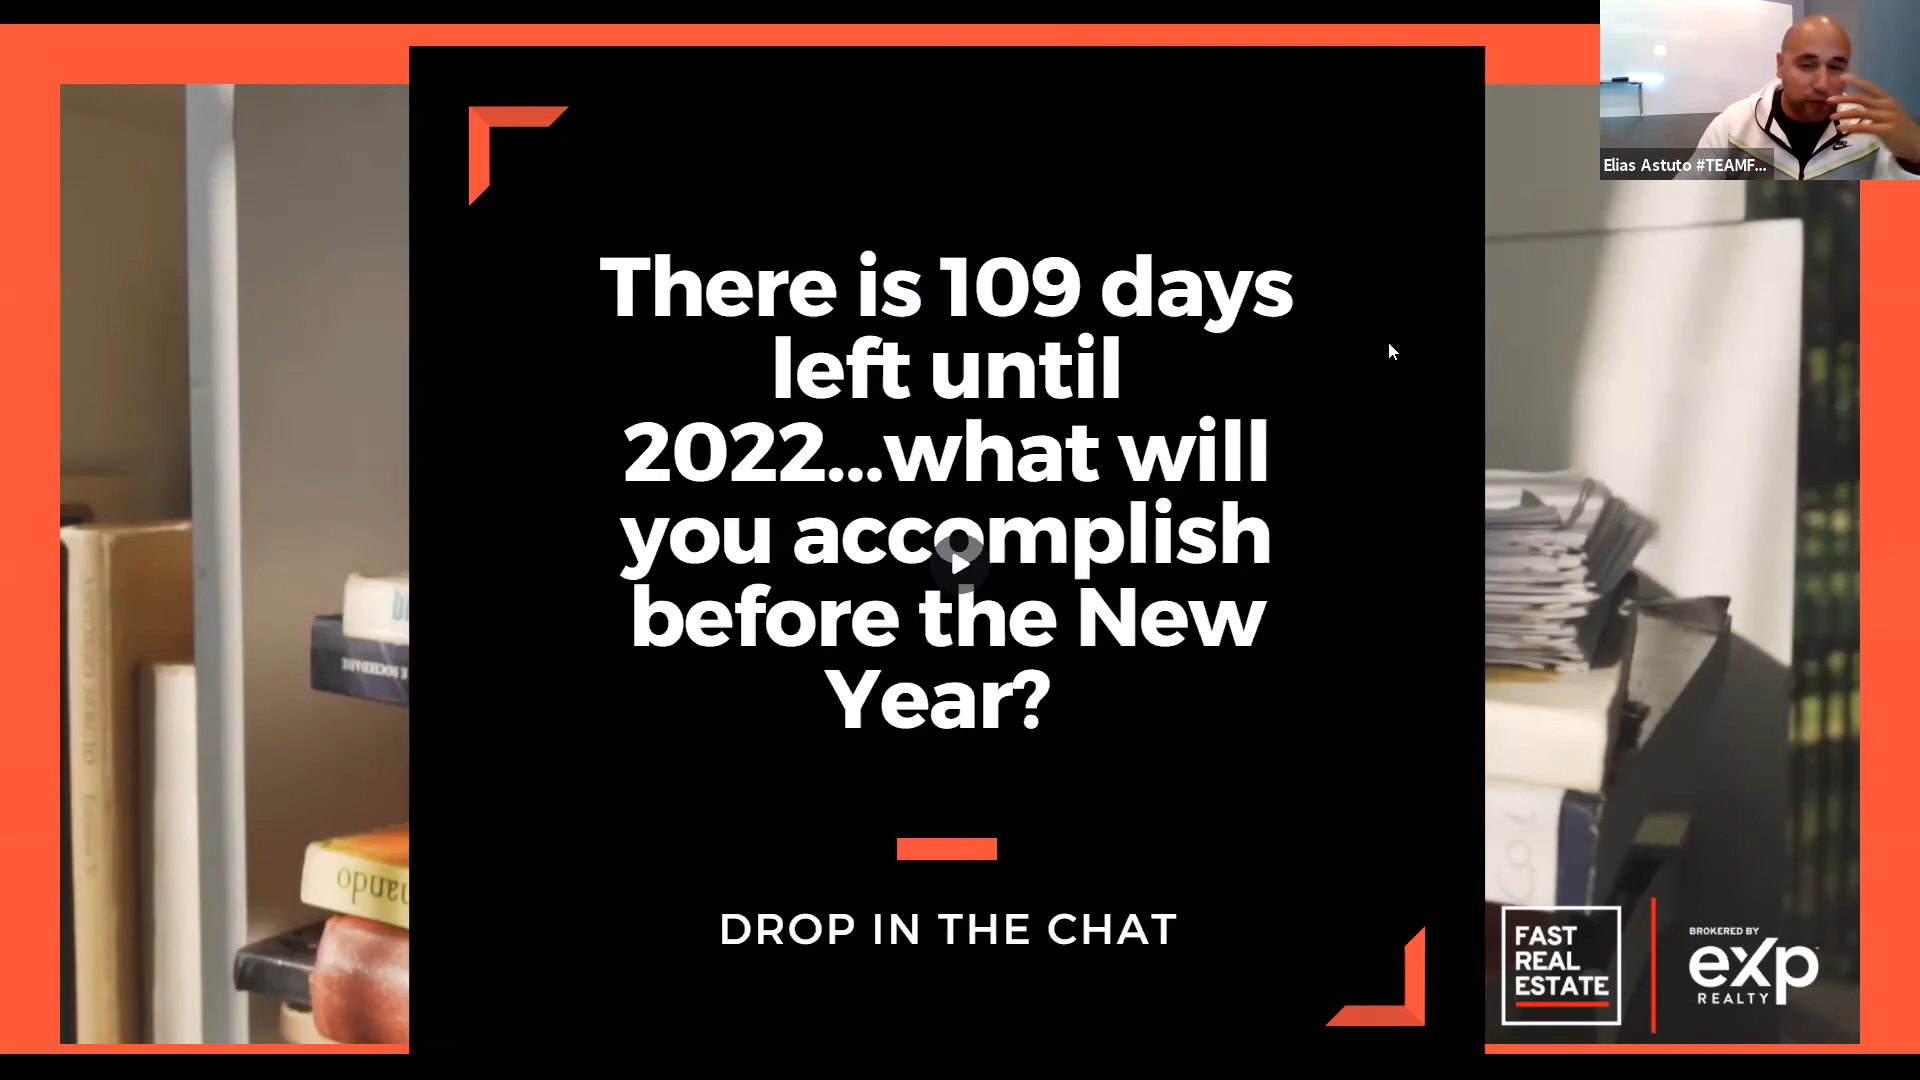 Elias Astuto #TEAMF...
There is 109 days
left until
2022...what will
you accomplish
before the New
Year?
DROP IN THE CHAT
FAST
REAL
ESTATE
BROKERED BY
eXp
REALTY